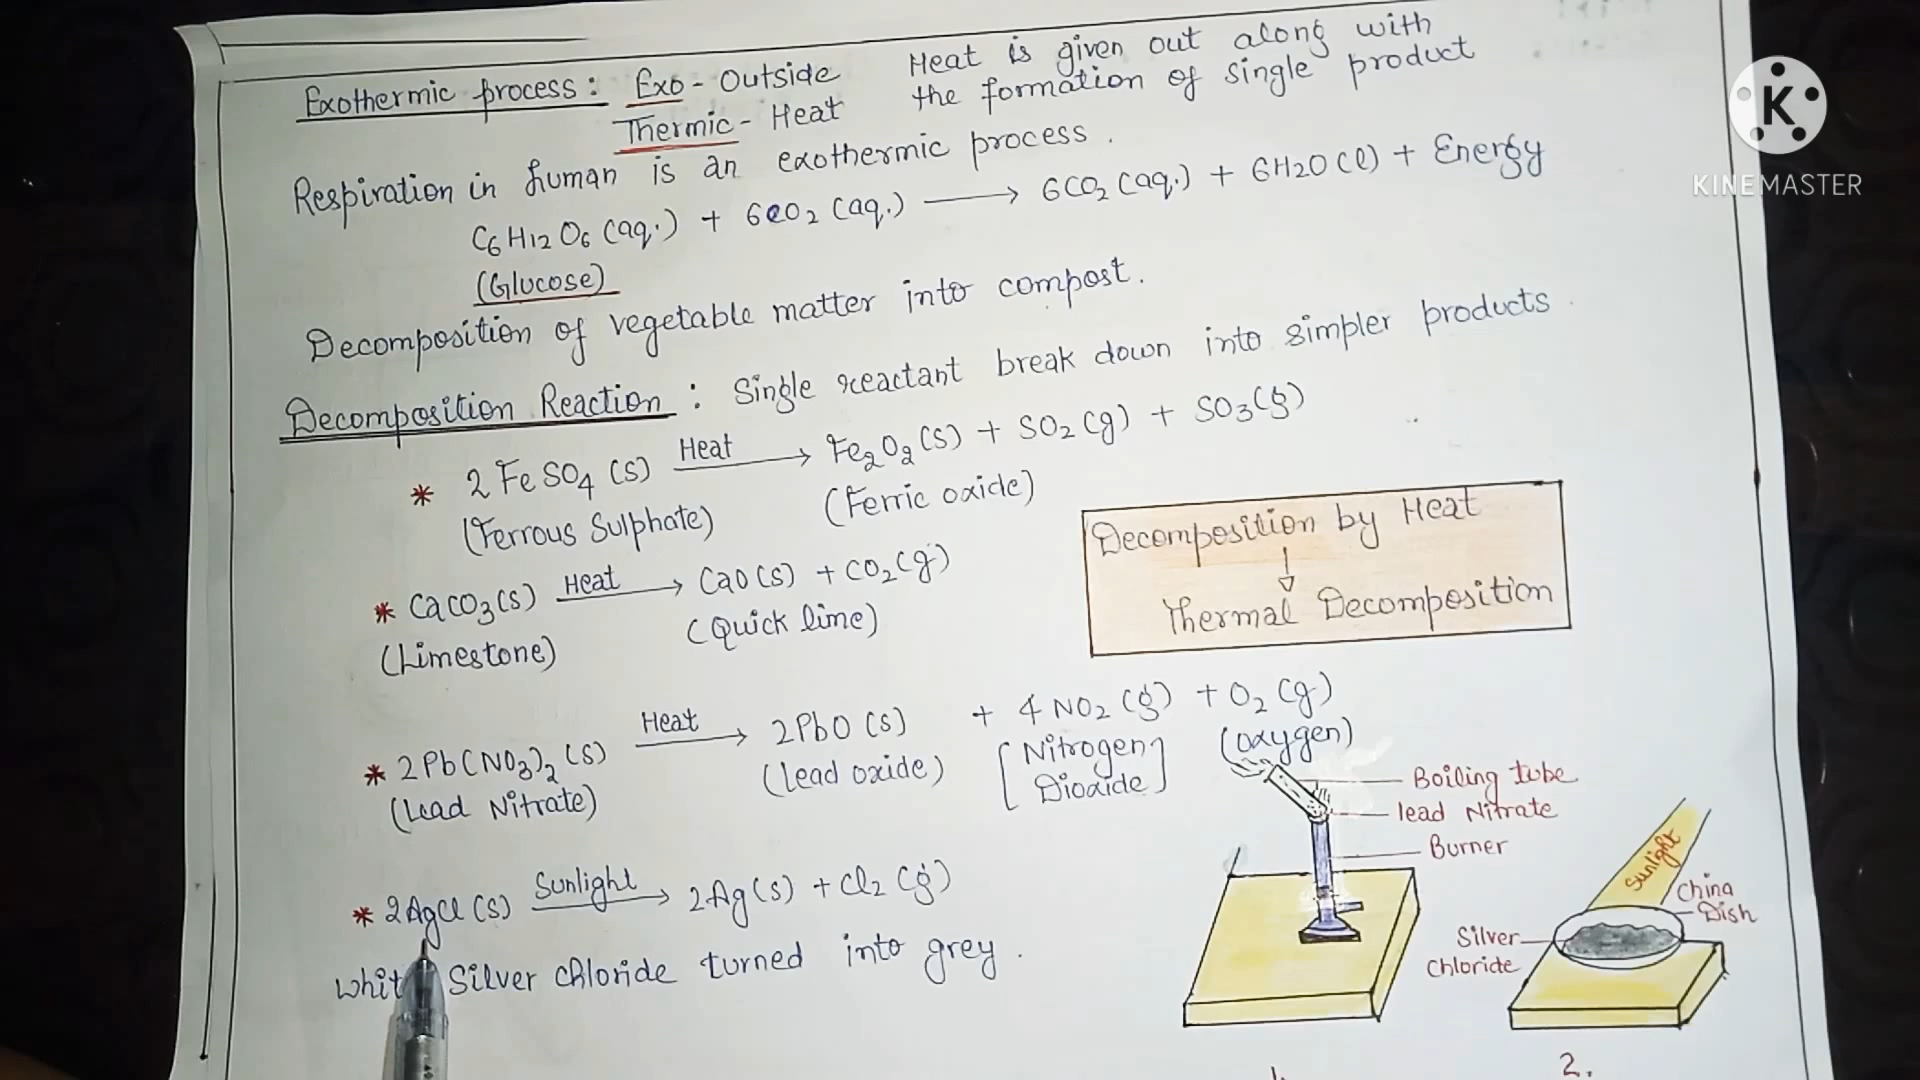 Exothermic process : Exo - Outside Heat is given out along with
Thermic - Heat the formation of single product
Respiration in human is an exothermic process .
C6H12O6 (aq.) + 6CO2 (aq.) → 6CO2 (aq.) + 6H2O (l) + Energy
(Glucose)
Decomposition of vegetable matter into compost.
Decomposition Reaction : Single reactant break down into simpler products .
* 2FeSO4 (s) Heat → Fe2O2(s) + SO2 (g) + SO3 (g)
(Ferrous Sulphate) (Ferric oxide)
Decomposition by Heat
↓
Thermal Decomposition
* CaCO3(s) Heat → CaO(s) + CO2(g)
(Limestone) (Quick lime)
* 2Pb(NO3)2 (s) Heat → 2PbO (s) + 4NO2 (g) + O2 (g)
(Lead Nitrate) (Lead oxide) [Nitrogen Dioxide] (Oxygen)
* 2AgCl (s) Sunlight → 2Ag(s) + Cl2 (g)
whit Silver Chloride turned into grey .
Boiling tube
lead Nitrate
Burner
Sunlight
China
Dish
Silver
Chloride
1.
2.
K
KINEMASTER